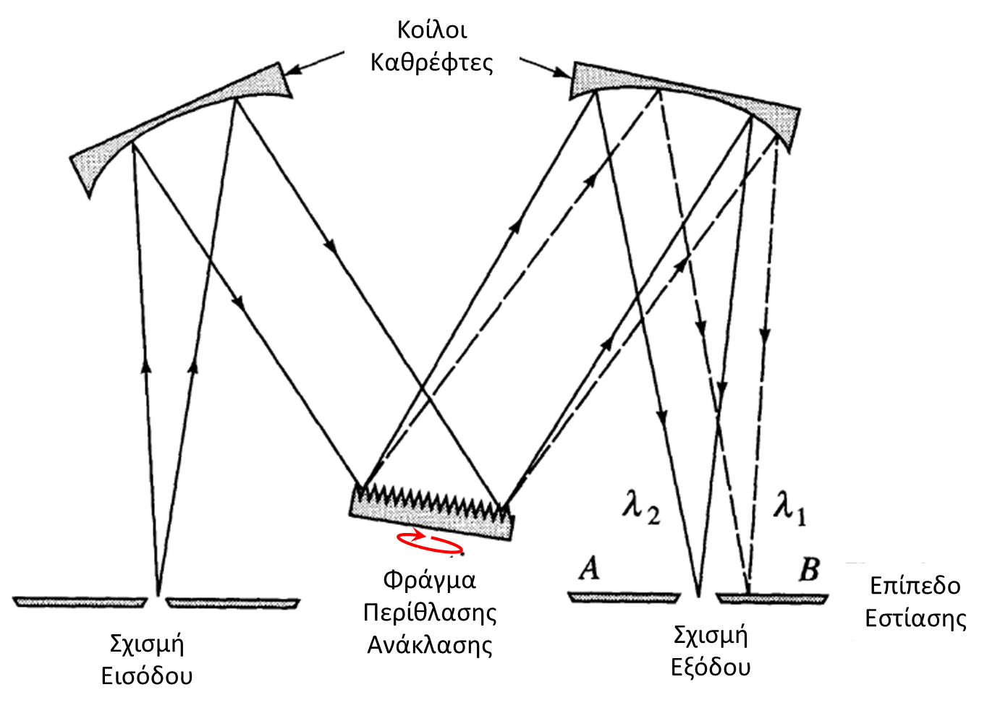 Κοίλοι
Καθρέφτες
λ2
λ1
A
B
Φράγμα
Περίθλασης
Ανάκλασης
Επίπεδο
Εστίασης
Σχισμή
Εισόδου
Σχισμή
Εξόδου